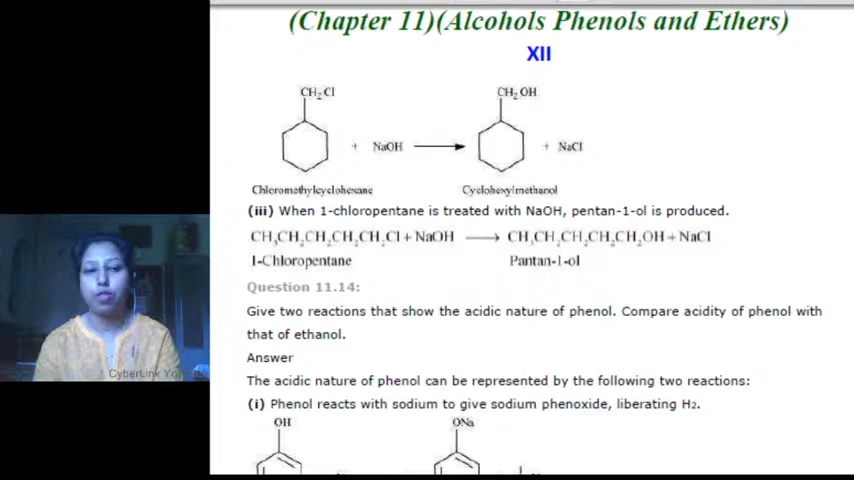 (Chapter 11)(Alcohols Phenols and Ethers)
XII
CH₂Cl
CH₂OH
+ NaOH
+ NaCl
Chloromethylcyclohexane
Cyclohexylmethanol
(iii) When 1-chloropentane is treated with NaOH, pentan-1-ol is produced.
CH₃CH₂CH₂CH₂CH₂Cl + NaOH ⟶ CH₃CH₂CH₂CH₂CH₂OH + NaCl
1-Chloropentane
Pantan-1-ol
Question 11.14:
Give two reactions that show the acidic nature of phenol. Compare acidity of phenol with
that of ethanol.
Answer
The acidic nature of phenol can be represented by the following two reactions:
(i) Phenol reacts with sodium to give sodium phenoxide, liberating H₂.
OH
ONa
CyberLink